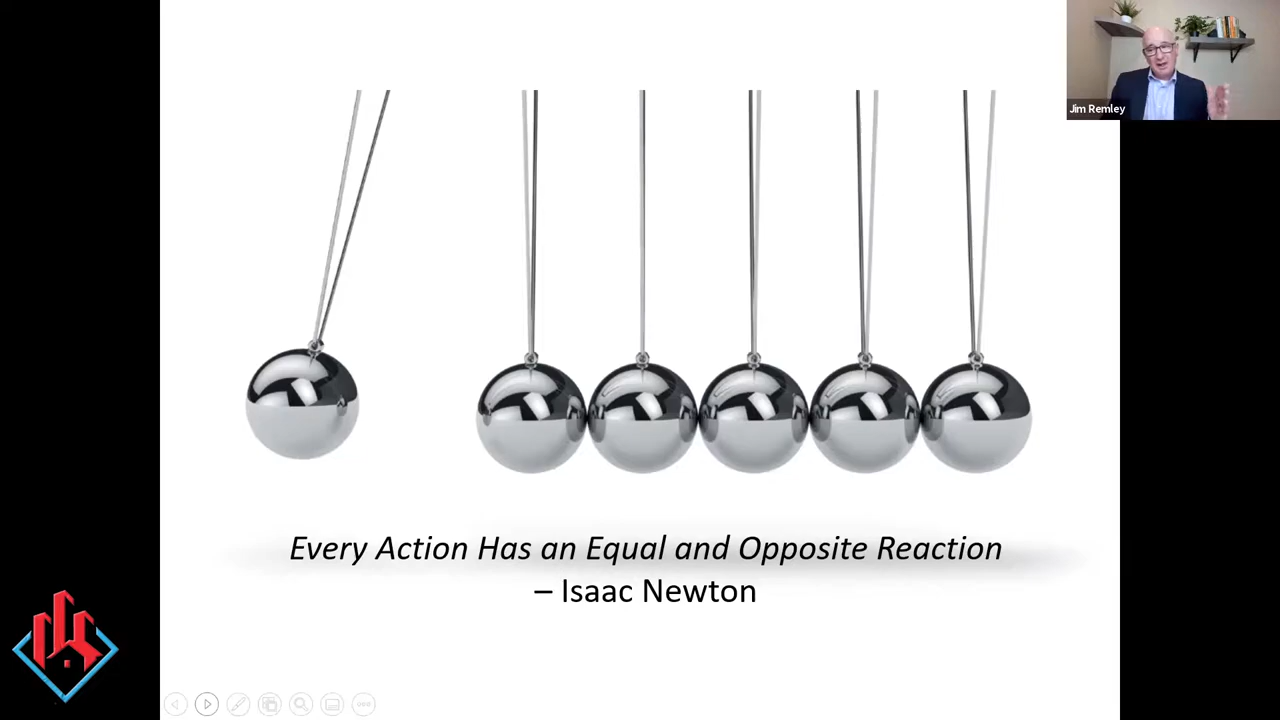 Jim Remley
Every Action Has an Equal and Opposite Reaction
– Isaac Newton